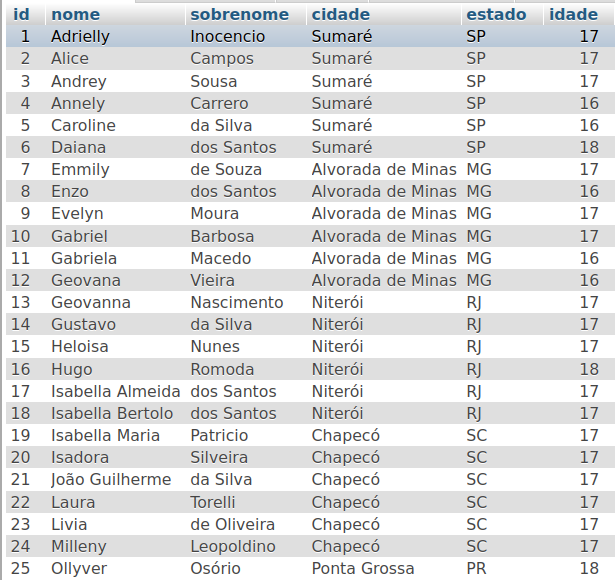 id nome sobrenome cidade estado idade
1 Adrielly Inocencio Sumaré SP 17
2 Alice Campos Sumaré SP 17
3 Andrey Sousa Sumaré SP 17
4 Annely Carrero Sumaré SP 16
5 Caroline da Silva Sumaré SP 16
6 Daiana dos Santos Sumaré SP 18
7 Emmily de Souza Alvorada de Minas MG 17
8 Enzo dos Santos Alvorada de Minas MG 16
9 Evelyn Moura Alvorada de Minas MG 17
10 Gabriel Barbosa Alvorada de Minas MG 17
11 Gabriela Macedo Alvorada de Minas MG 16
12 Geovana Vieira Alvorada de Minas MG 16
13 Geovanna Nascimento Niterói RJ 17
14 Gustavo da Silva Niterói RJ 17
15 Heloisa Nunes Niterói RJ 17
16 Hugo Romoda Niterói RJ 18
17 Isabella Almeida dos Santos Niterói RJ 17
18 Isabella Bertolo dos Santos Niterói RJ 17
19 Isabella Maria Patricio Chapecó SC 17
20 Isadora Silveira Chapecó SC 17
21 João Guilherme da Silva Chapecó SC 17
22 Laura Torelli Chapecó SC 17
23 Livia de Oliveira Chapecó SC 17
24 Milleny Leopoldino Chapecó SC 17
25 Ollyver Osório Ponta Grossa PR 18